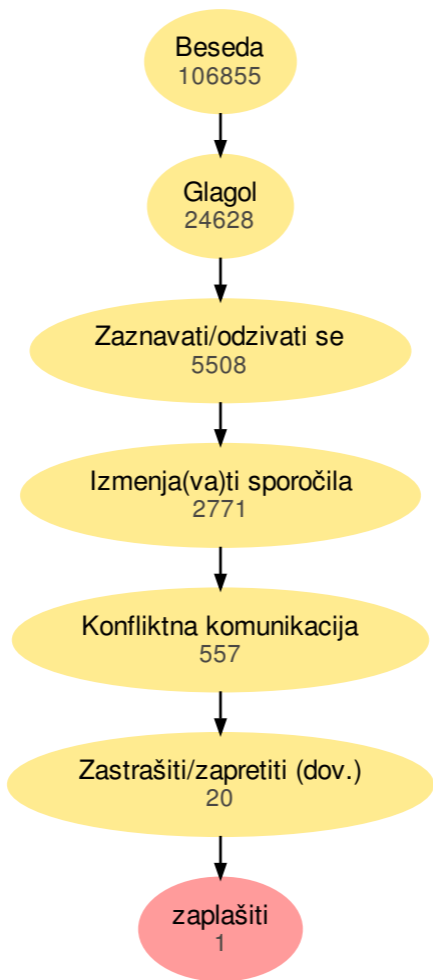 Beseda
106855
Glagol
24628
Zaznavati/odzivati se
5508
Izmenja(va)ti sporočila
2771
Konfliktna komunikacija
557
Zastrašiti/zapretiti (dov.)
20
zaplašiti
1